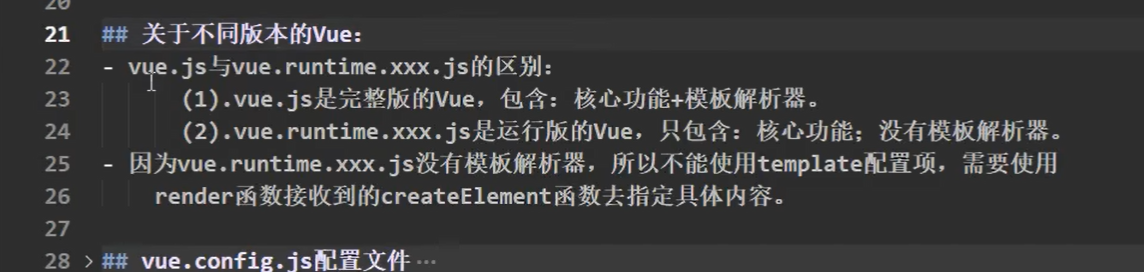 20
21 ## 关于不同版本的Vue:
22 - vue.js与vue.runtime.xxx.js的区别:
23 (1).vue.js是完整版的Vue，包含：核心功能+模板解析器。
24 (2).vue.runtime.xxx.js是运行版的Vue，只包含：核心功能；没有模板解析器。
25 - 因为vue.runtime.xxx.js没有模板解析器，所以不能使用template配置项，需要使用
26 render函数接收到的createElement函数去指定具体内容。
27
28 > ## vue.config.js配置文件 ···